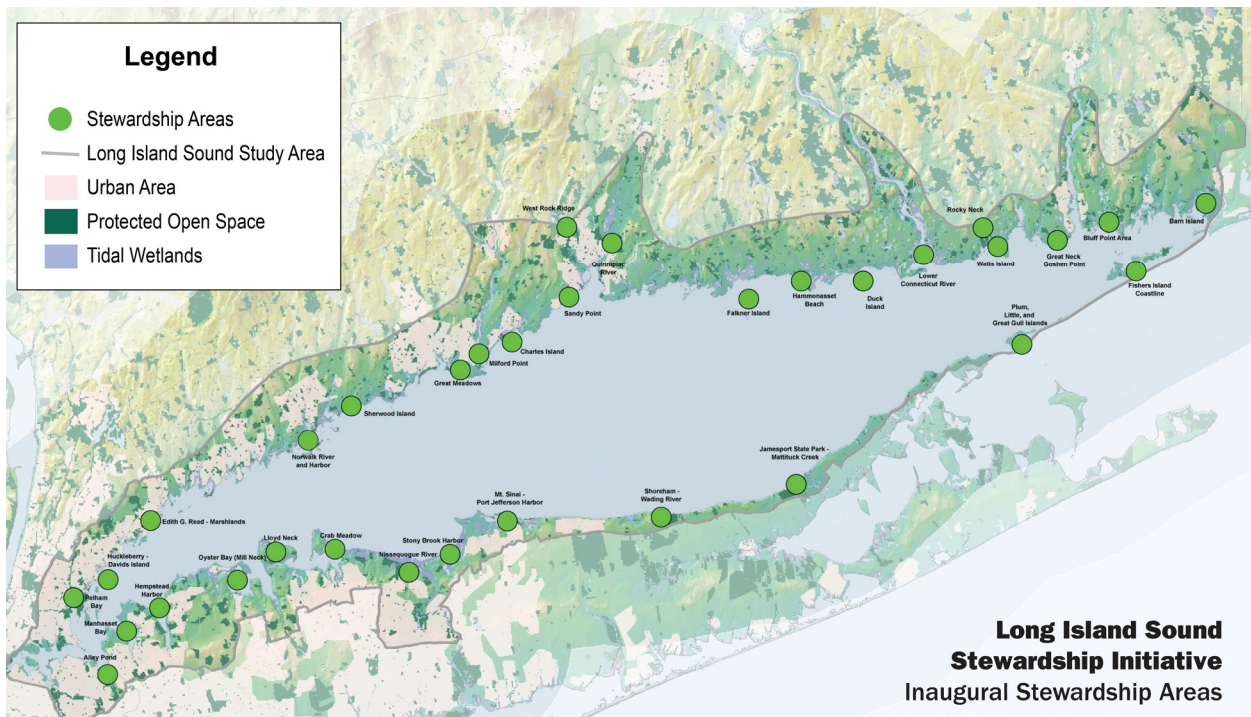 Legend
Stewardship Areas
Long Island Sound Study Area
Urban Area
Protected Open Space
Tidal Wetlands
West Rock Ridge
Quinnipiac
River
Sandy Point
Charles Island
Milford Point
Great Meadows
Sherwood Island
Norwalk River
and Harbor
Falkner Island
Hammonasset
Beach
Duck
Island
Lower
Connecticut River
Rocky Neck
Watts Island
Great Neck
Goshen Point
Bluff Point Area
Barn Island
Fishers Island
Coastline
Plum,
Little, and
Great Gull Islands
Jamesport State Park -
Mattituck Creek
Shoreham -
Wading River
Mt. Sinai -
Port Jefferson Harbor
Stony Brook Harbor
Nissequogue River
Crab Meadow
Lloyd Neck
Oyster Bay (Mill Neck)
Edith G. Read - Marshlands
Huckleberry -
Davids Island
Hempstead
Harbor
Pelham
Bay
Manhasset
Bay
Alley Pond
Long Island Sound
Stewardship Initiative
Inaugural Stewardship Areas